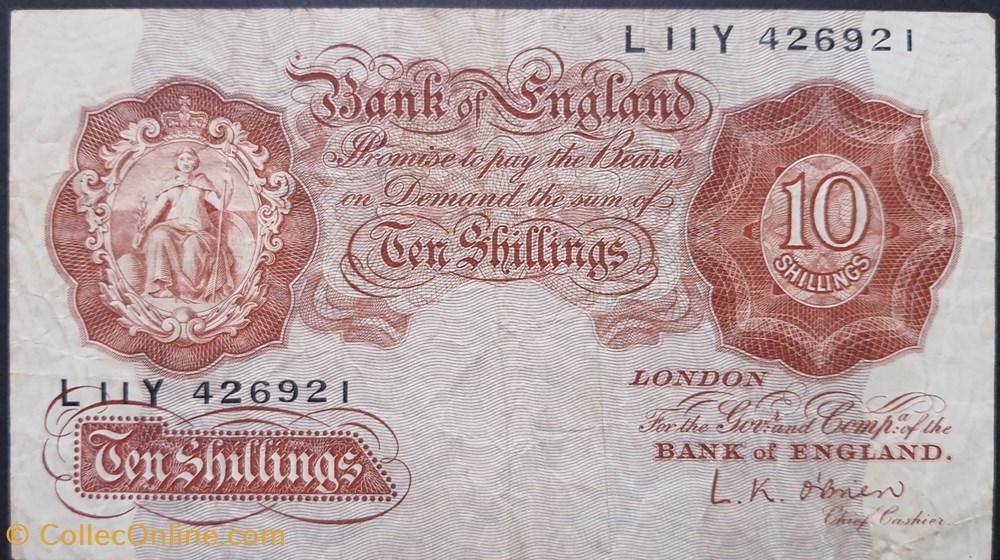 L11Y 426921
Bank of England
Promise to pay the Bearer
on Demand the sum of
Ten Shillings
10
SHILLINGS
L11Y 426921
Ten Shillings
LONDON
For the Govr. and Compa. of the
BANK of ENGLAND.
L. K. O'Brien
Chief Cashier.
© CollecOnline.com